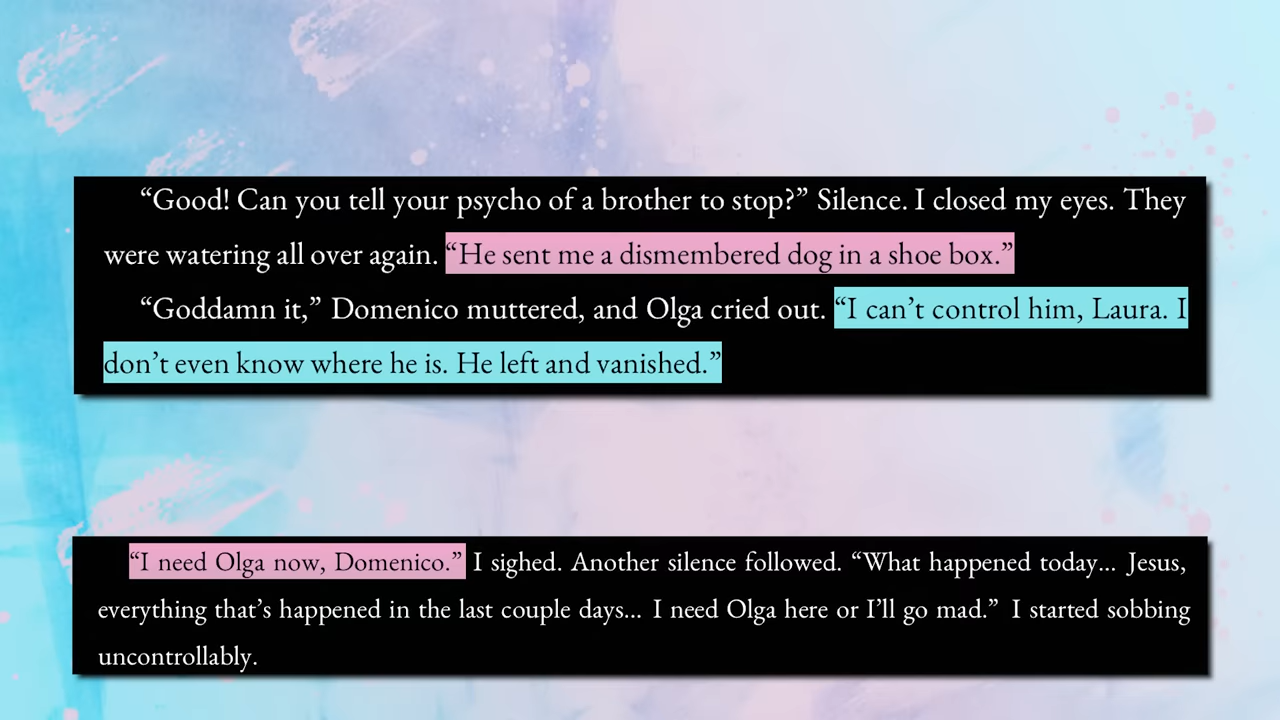 “Good! Can you tell your psycho of a brother to stop?” Silence. I closed my eyes. They
were watering all over again. “He sent me a dismembered dog in a shoe box.”
“Goddamn it,” Domenico muttered, and Olga cried out. “I can’t control him, Laura. I
don’t even know where he is. He left and vanished.”
“I need Olga now, Domenico.” I sighed. Another silence followed. “What happened today... Jesus,
everything that’s happened in the last couple days... I need Olga here or I’ll go mad.” I started sobbing
uncontrollably.